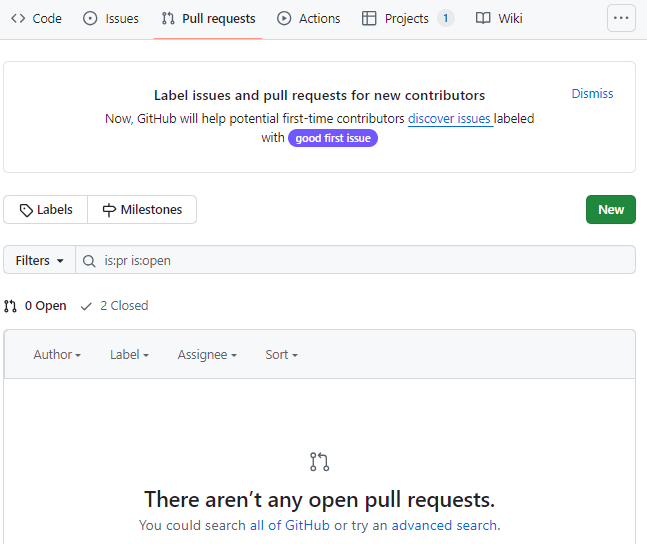 Code Issues Pull requests Actions Projects 1 Wiki ...
Label issues and pull requests for new contributors
Dismiss
Now, GitHub will help potential first-time contributors discover issues labeled
with good first issue
Labels Milestones New
Filters is:pr is:open
0 Open 2 Closed
Author Label Assignee Sort
There aren’t any open pull requests.
You could search all of GitHub or try an advanced search.